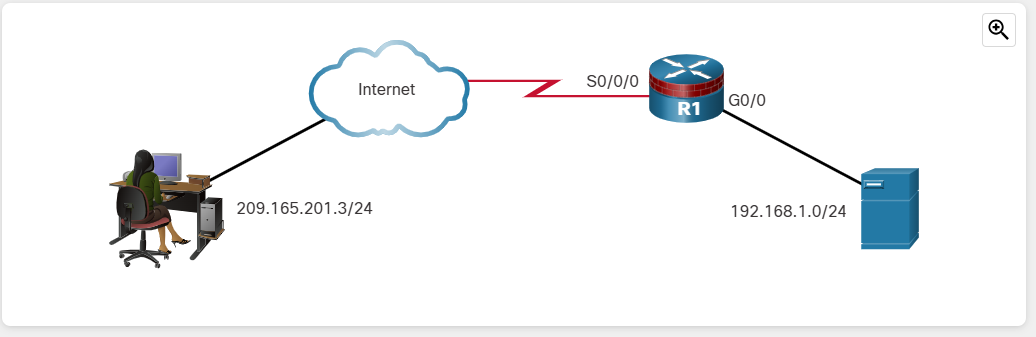 Internet
S0/0/0
R1
G0/0
209.165.201.3/24
192.168.1.0/24